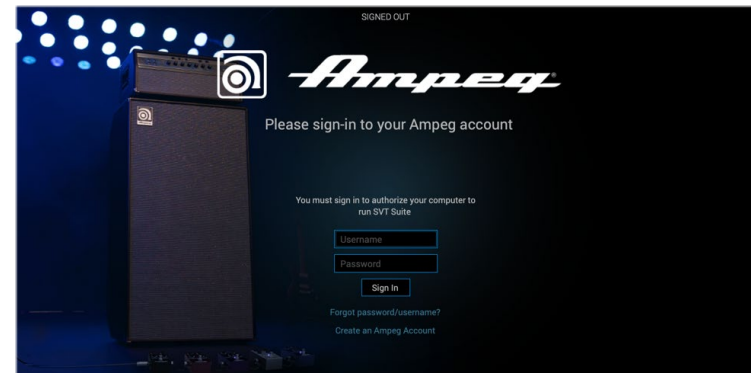 SIGNED OUT
Ampeg
Please sign-in to your Ampeg account
You must sign in to authorize your computer to
run SVT Suite
Username
Password
Sign In
Forgot password/username?
Create an Ampeg Account